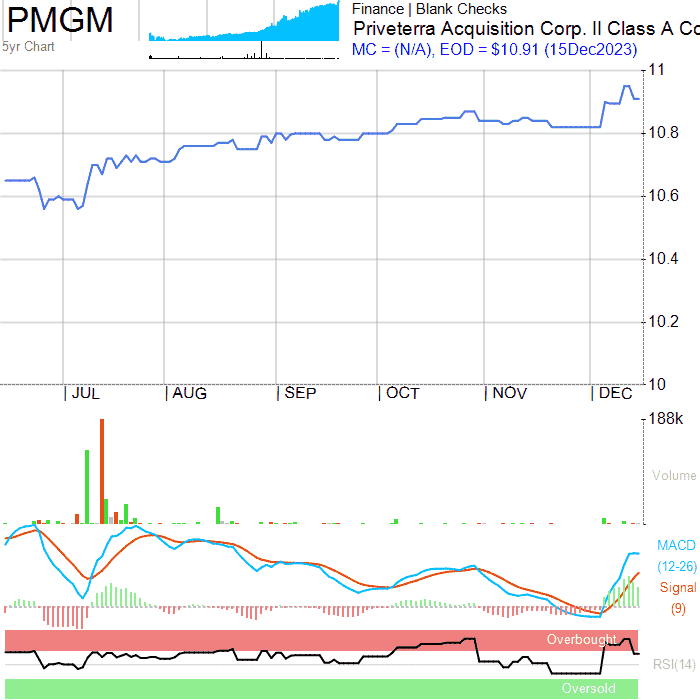 PMGM
5yr Chart
Finance | Blank Checks
Priveterra Acquisition Corp. II Class A Co
MC = (N/A), EOD = $10.91 (15Dec2023)
11
10.8
10.6
10.4
10.2
10
| JUL | AUG | SEP | OCT | NOV | DEC
188k
Volume
MACD
(12-26)
Signal
(9)
Overbought
RSI(14)
Oversold